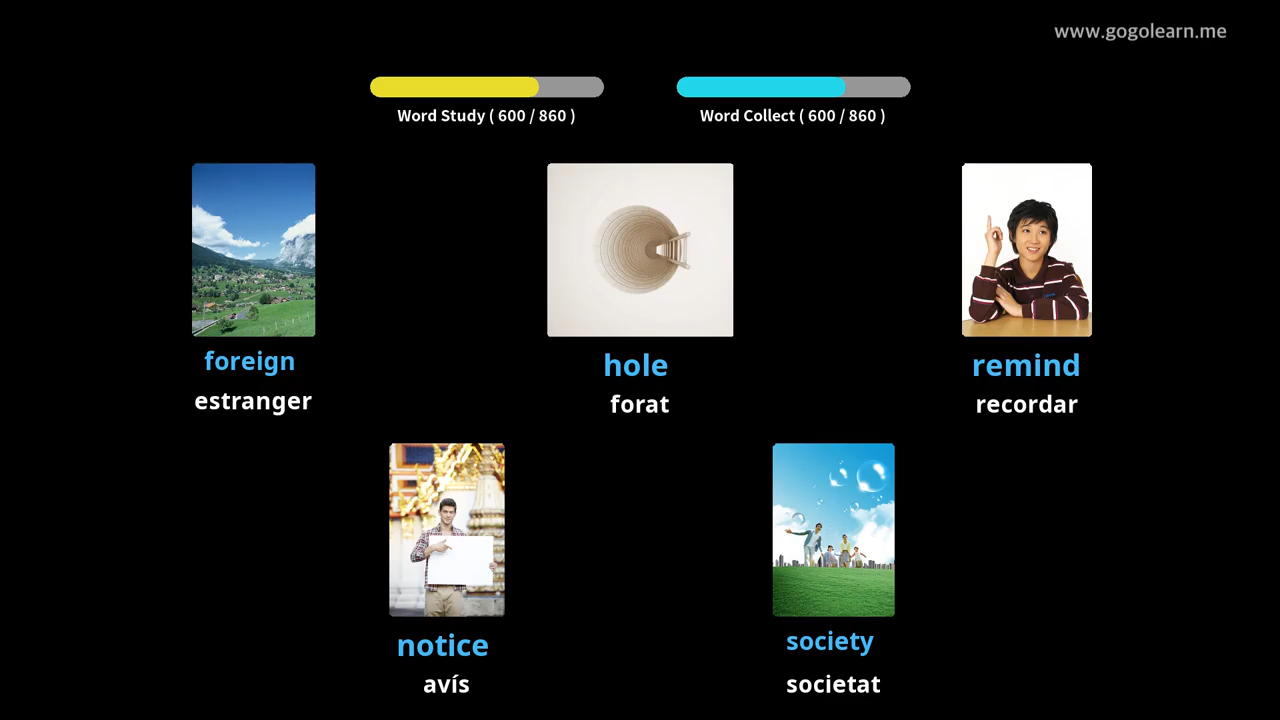 www.gogolearn.me
Word Study ( 600 / 860 )
Word Collect ( 600 / 860 )
foreign
estranger
hole
forat
remind
recordar
notice
avís
society
societat